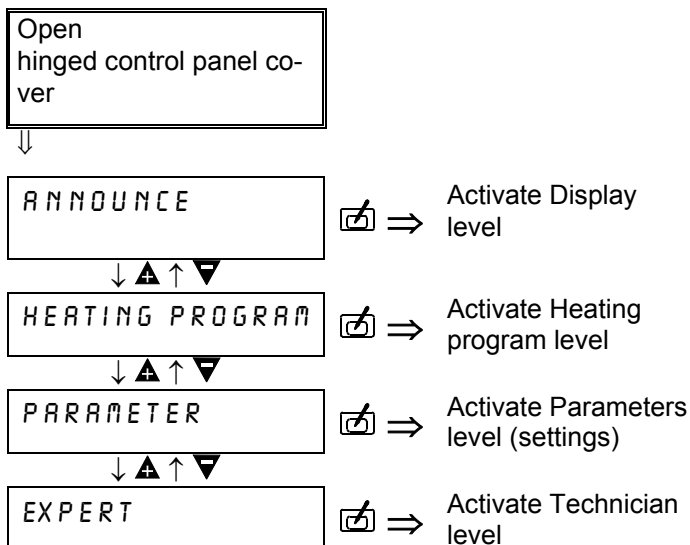 Open
hinged control panel co-
ver
⇓
ANNOUNCE
⇒ Activate Display
level
↓ + ↑ -
HEATING PROGRAM
⇒ Activate Heating
program level
↓ + ↑ -
PARAMETER
⇒ Activate Parameters
level (settings)
↓ + ↑ -
EXPERT
⇒ Activate Technician
level